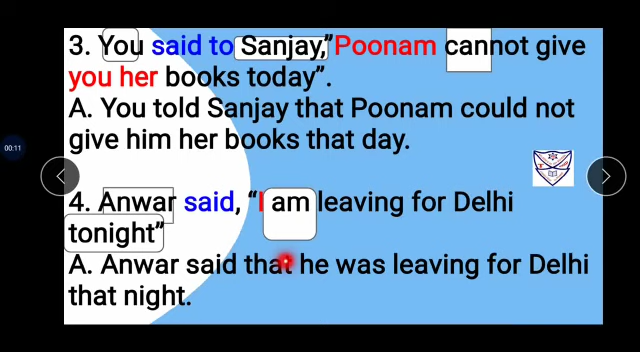 3. You said to Sanjay,"Poonam cannot give
you her books today".
A. You told Sanjay that Poonam could not
give him her books that day.
00:11
4. Anwar said, "I am leaving for Delhi
tonight"
A. Anwar said that he was leaving for Delhi
that night.